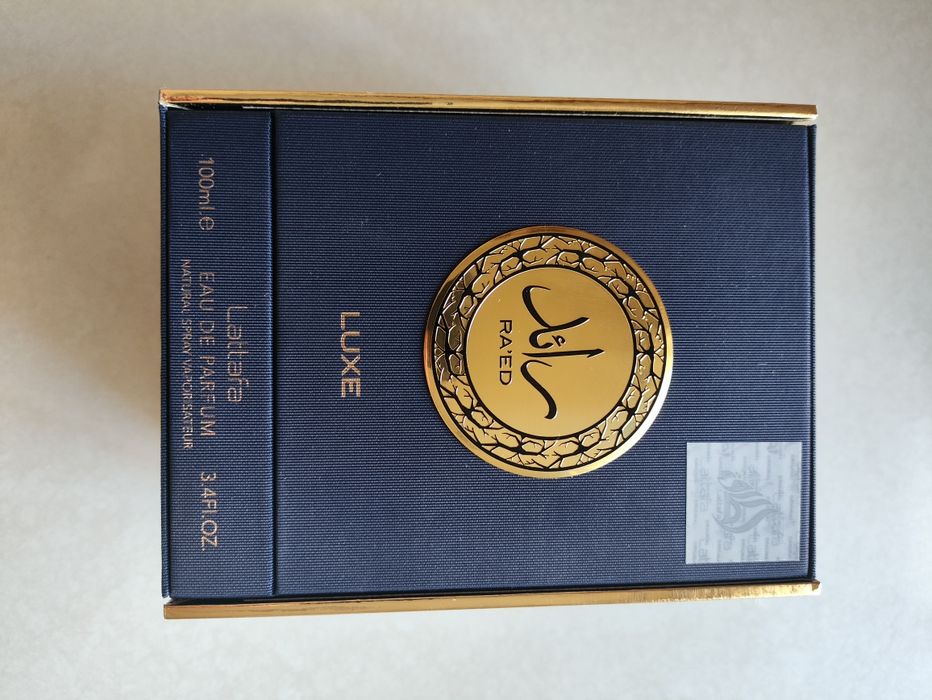 رائد
RA'ED
LUXE
Lattafa
100ml.e EAU DE PARFUM 3.4Fl.OZ.
NATURAL SPRAY VAPORISATEUR